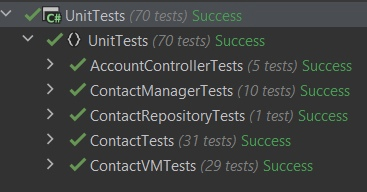 C# UnitTests (70 tests) Success
UnitTests (70 tests) Success
AccountControllerTests (5 tests) Success
ContactManagerTests (10 tests) Success
ContactRepositoryTests (1 test) Success
ContactTests (31 tests) Success
ContactVMTests (29 tests) Success